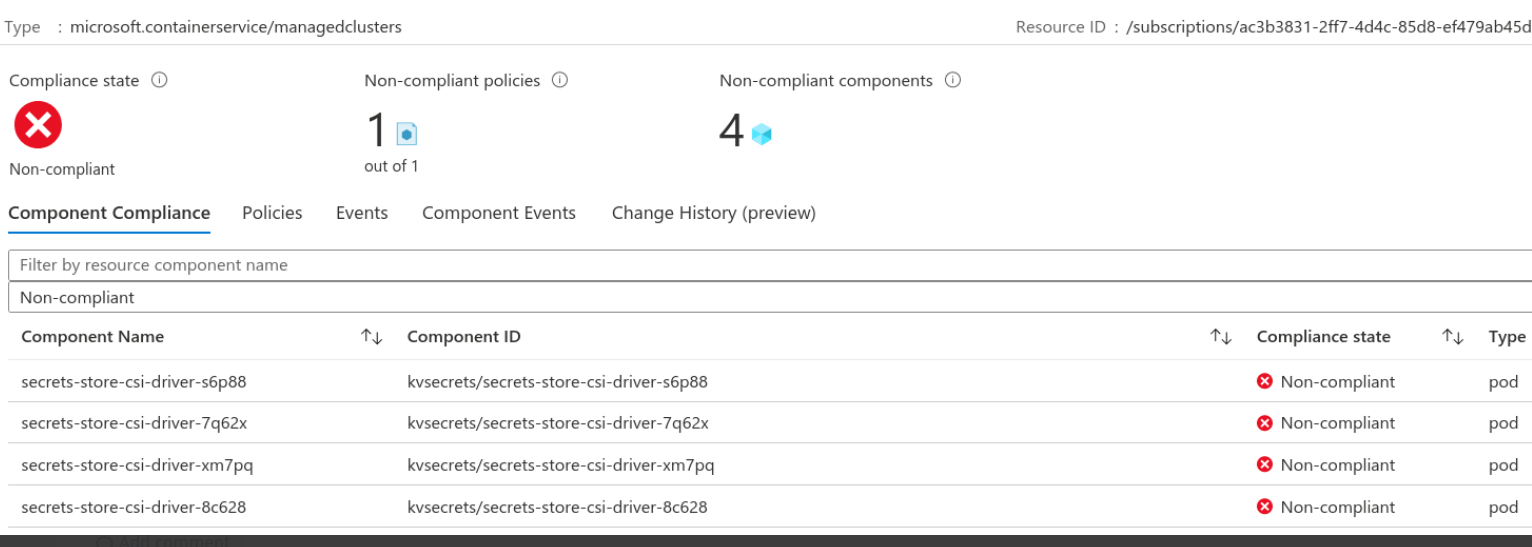 Type : microsoft.containerservice/managedclusters Resource ID : /subscriptions/ac3b3831-2ff7-4d4c-85d8-ef479ab45d
Compliance state Non-compliant policies Non-compliant components
1 4
Non-compliant out of 1
Component Compliance Policies Events Component Events Change History (preview)
Filter by resource component name
Non-compliant
Component Name Component ID Compliance state Type
secrets-store-csi-driver-s6p88 kvsecrets/secrets-store-csi-driver-s6p88 Non-compliant pod
secrets-store-csi-driver-7q62x kvsecrets/secrets-store-csi-driver-7q62x Non-compliant pod
secrets-store-csi-driver-xm7pq kvsecrets/secrets-store-csi-driver-xm7pq Non-compliant pod
secrets-store-csi-driver-8c628 kvsecrets/secrets-store-csi-driver-8c628 Non-compliant pod
Add comment